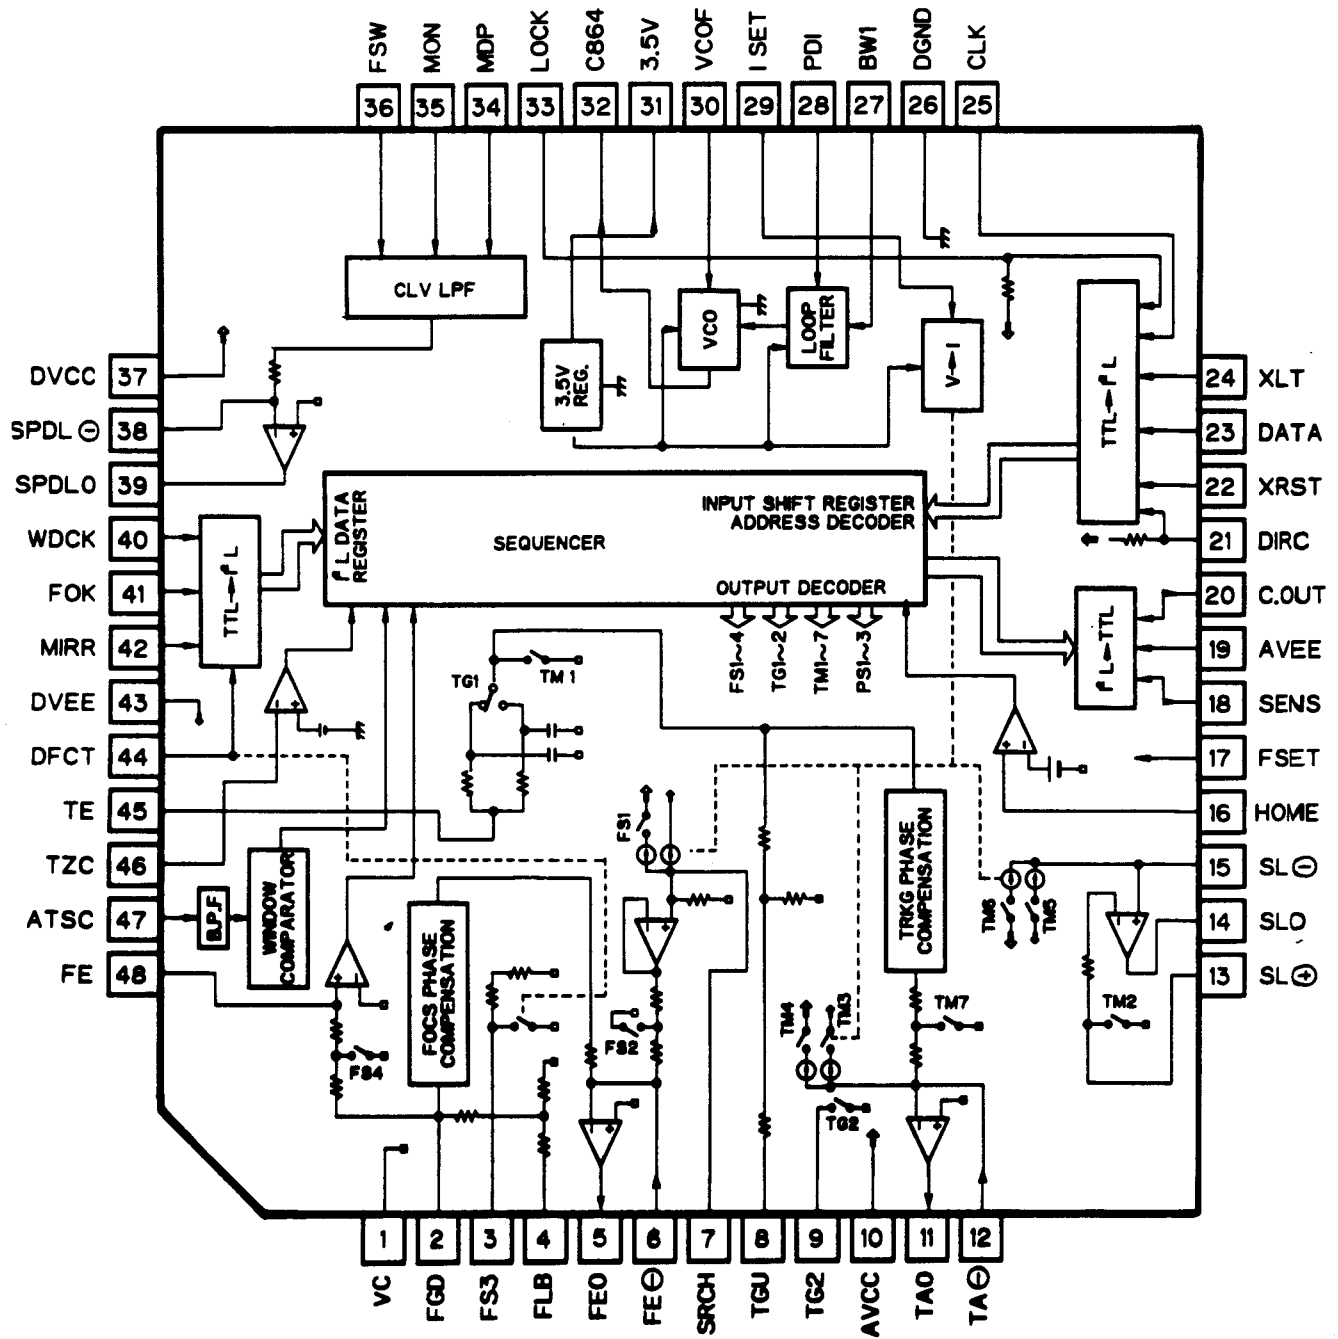 FSW
MON
MDP
LOCK
C864
3.5V
VCOF
ISET
PDI
BW1
DGND
CLK
36
35
34
33
32
31
30
29
28
27
26
25
CLV LPF
3.5V
REG.
VCO
LOOP
FILTER
V→I
TTL→I²L
DVCC 37
SPDL⊖ 38
SPDLO 39
WDCK 40
FOK 41
MIRR 42
DVEE 43
DFCT 44
TE 45
TZC 46
ATSC 47
FE 48
24 XLT
23 DATA
22 XRST
21 DIRC
20 C.OUT
19 AVEE
18 SENS
17 FSET
16 HOME
15 SL⊖
14 SLO
13 SL⊕
TTL→I²L
I²L DATA
REGISTER
SEQUENCER
INPUT SHIFT REGISTER
ADDRESS DECODER
OUTPUT DECODER
FS1~4
TG1~2
TM1~7
PS1~3
I²L→TTL
TG1
TM1
FS1
B.P.F
WINDOW
COMPARATOR
FOCS PHASE
COMPENSATION
TRKG PHASE
COMPENSATION
TM6
TM5
TM4
TM3
TM7
TM2
FS4
FS2
TG2
1
2
3
4
5
6
7
8
9
10
11
12
VC
FGD
FS3
FLB
FEO
FE⊖
SRCH
TGU
TG2
AVCC
TAO
TA⊖